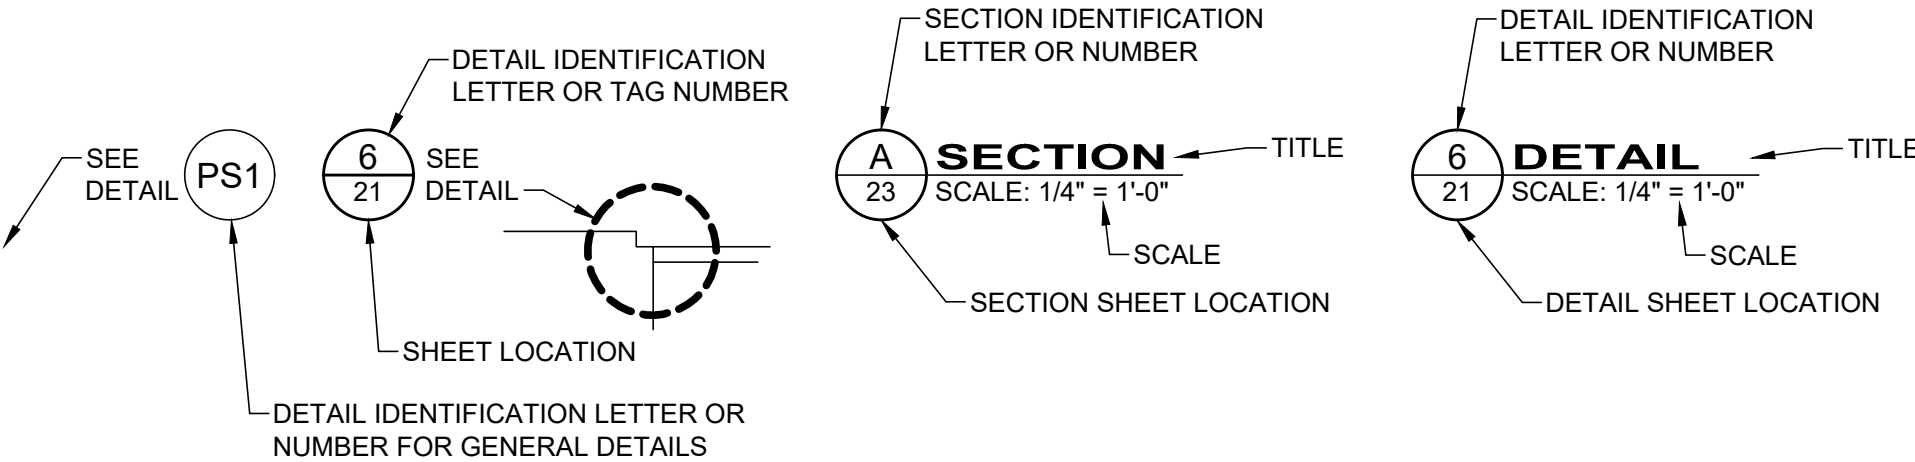 SEE
DETAIL
PS1
DETAIL IDENTIFICATION LETTER OR
NUMBER FOR GENERAL DETAILS
DETAIL IDENTIFICATION
LETTER OR TAG NUMBER
6
21
SEE
DETAIL
SHEET LOCATION
SECTION IDENTIFICATION
LETTER OR NUMBER
A
23
SECTION
SCALE: 1/4" = 1'-0"
TITLE
SCALE
SECTION SHEET LOCATION
DETAIL IDENTIFICATION
LETTER OR NUMBER
6
21
DETAIL
SCALE: 1/4" = 1'-0"
TITLE
SCALE
DETAIL SHEET LOCATION